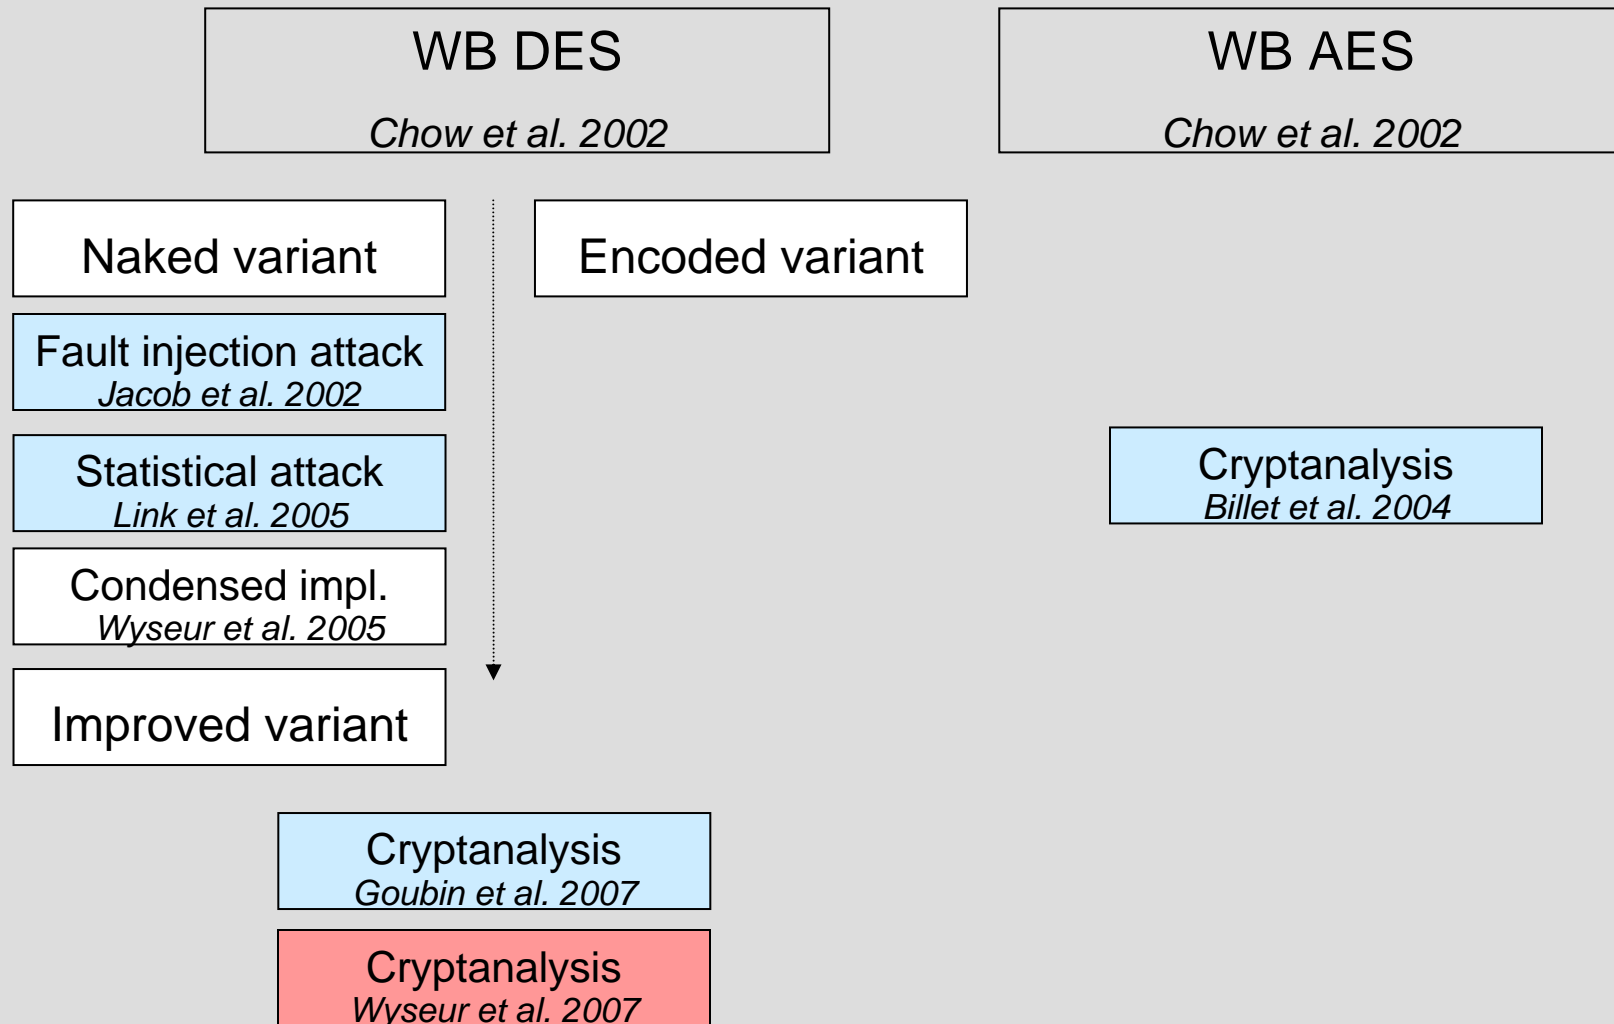 WB DES
Chow et al. 2002
WB AES
Chow et al. 2002
Naked variant
Encoded variant
Fault injection attack
Jacob et al. 2002
Statistical attack
Link et al. 2005
Cryptanalysis
Billet et al. 2004
Condensed impl.
Wyseur et al. 2005
Improved variant
Cryptanalysis
Goubin et al. 2007
Cryptanalysis
Wyseur et al. 2007